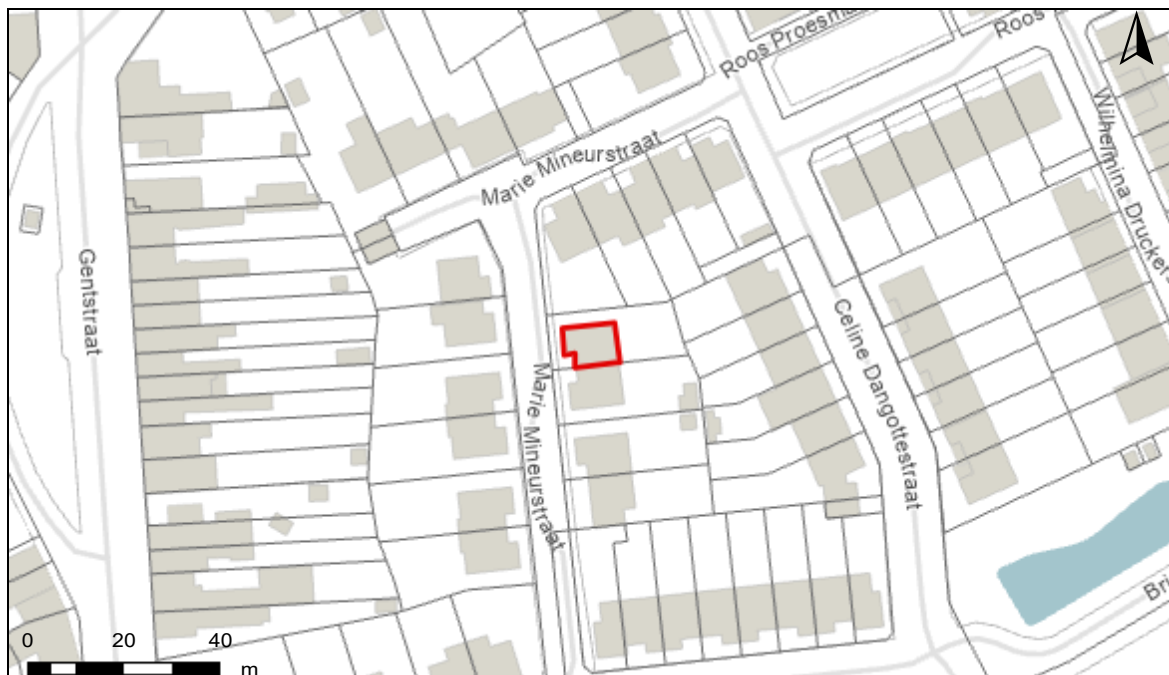 Roos Proesma
Roos
Marie Mineurstraat
Wilhelmina Drucker
Gentstraat
Celine Dangottestraat
Marie Mineurstraat
Bri
0 20 40
m